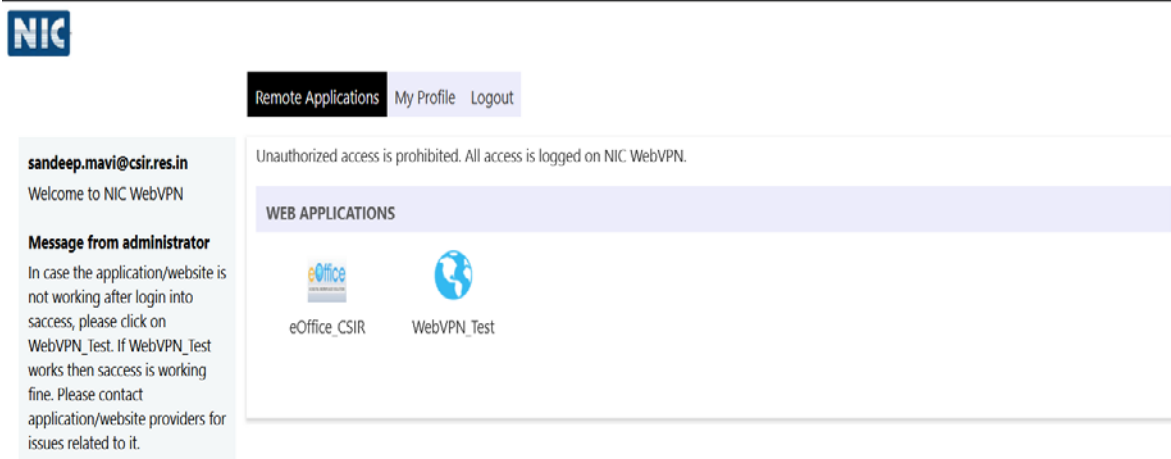 NIC
Remote Applications My Profile Logout
sandeep.mavi@csir.res.in
Welcome to NIC WebVPN
Message from administrator
In case the application/website is
not working after login into
saccess, please click on
WebVPN_Test. If WebVPN_Test
works then saccess is working
fine. Please contact
application/website providers for
issues related to it.
Unauthorized access is prohibited. All access is logged on NIC WebVPN.
WEB APPLICATIONS
eOffice
eOffice_CSIR
WebVPN_Test